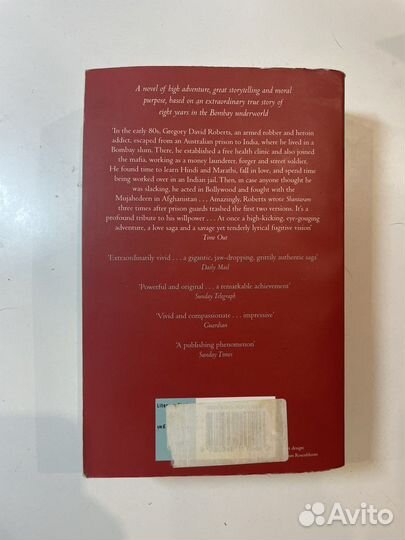 A novel of high adventure, great storytelling and moral
purpose, based on an extraordinary true story of
eight years in the Bombay underworld
'In the early 80s, Gregory David Roberts, an armed robber and heroin
addict, escaped from an Australian prison to India, where he lived in a
Bombay slum. There, he established a free health clinic and also joined
the mafia, working as a money launderer, forger and street soldier.
He found time to learn Hindi and Marathi, fall in love, and spend time
being worked over in an Indian jail. Then, in case anyone thought he
was slacking, he acted in Bollywood and fought with the
Mujahedeen in Afghanistan . . . Amazingly, Roberts wrote Shantaram
three times after prison guards trashed the first two versions. It's a
profound tribute to his willpower . . . At once a high-kicking, eye-gouging
adventure, a love saga and a savage yet tenderly lyrical fugitive vision'
Time Out
'Extraordinarily vivid . . . a gigantic, jaw-dropping, grittily authentic saga'
Daily Mail
'Powerful and original . . . a remarkable achievement'
Sunday Telegraph
'Vivid and compassionate . . . impressive'
Guardian
'A publishing phenomenon'
Sunday Times
design:
Rosenbloom
Avito